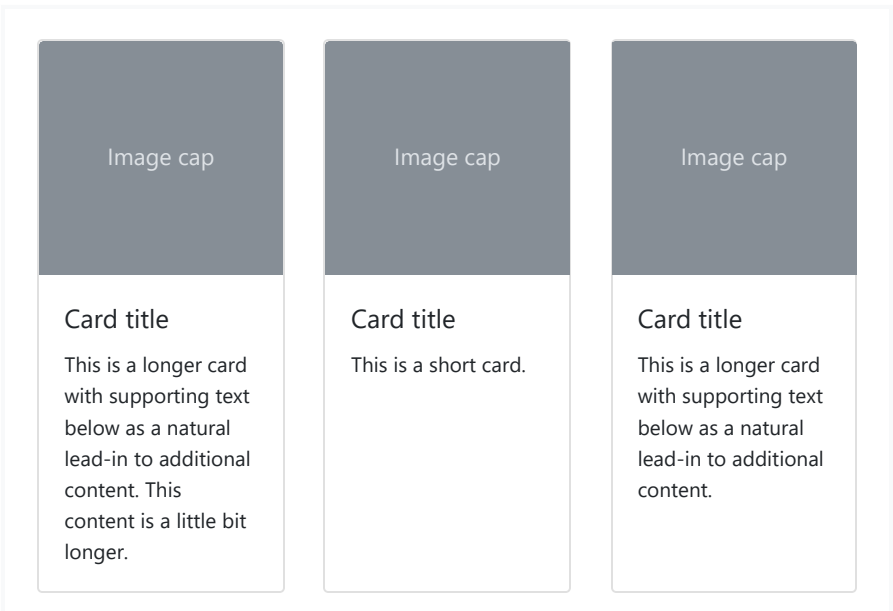 Image cap
Card title
This is a longer card
with supporting text
below as a natural
lead-in to additional
content. This
content is a little bit
longer.
Image cap
Card title
This is a short card.
Image cap
Card title
This is a longer card
with supporting text
below as a natural
lead-in to additional
content.